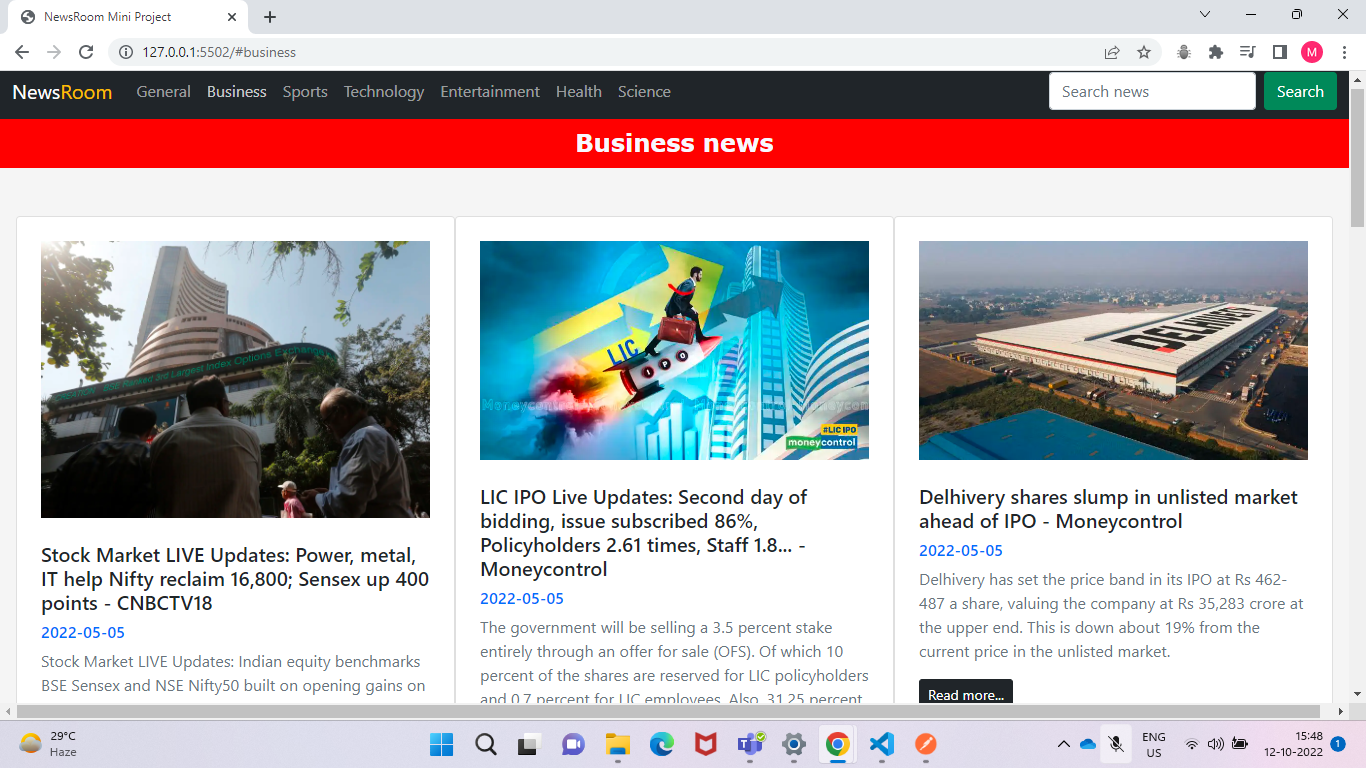 NewsRoom Mini Project
127.0.0.1:5502/#business
M
NewsRoom General Business Sports Technology Entertainment Health Science Search news Search
Business news
Stock Market LIVE Updates: Power, metal,
IT help Nifty reclaim 16,800; Sensex up 400
points - CNBCTV18
2022-05-05
Stock Market LIVE Updates: Indian equity benchmarks
BSE Sensex and NSE Nifty50 built on opening gains on
LIC
I P O
#LIC IPO
moneycontrol
LIC IPO Live Updates: Second day of
bidding, issue subscribed 86%,
Policyholders 2.61 times, Staff 1.8... -
Moneycontrol
2022-05-05
The government will be selling a 3.5 percent stake
entirely through an offer for sale (OFS). Of which 10
percent of the shares are reserved for LIC policyholders
and 0.7 percent for LIC employees. Also, 31.25 percent
DELHIVERY
Delhivery shares slump in unlisted market
ahead of IPO - Moneycontrol
2022-05-05
Delhivery has set the price band in its IPO at Rs 462-
487 a share, valuing the company at Rs 35,283 crore at
the upper end. This is down about 19% from the
current price in the unlisted market.
Read more...
29°C
Haze
ENG
US
15:48
12-10-2022
1